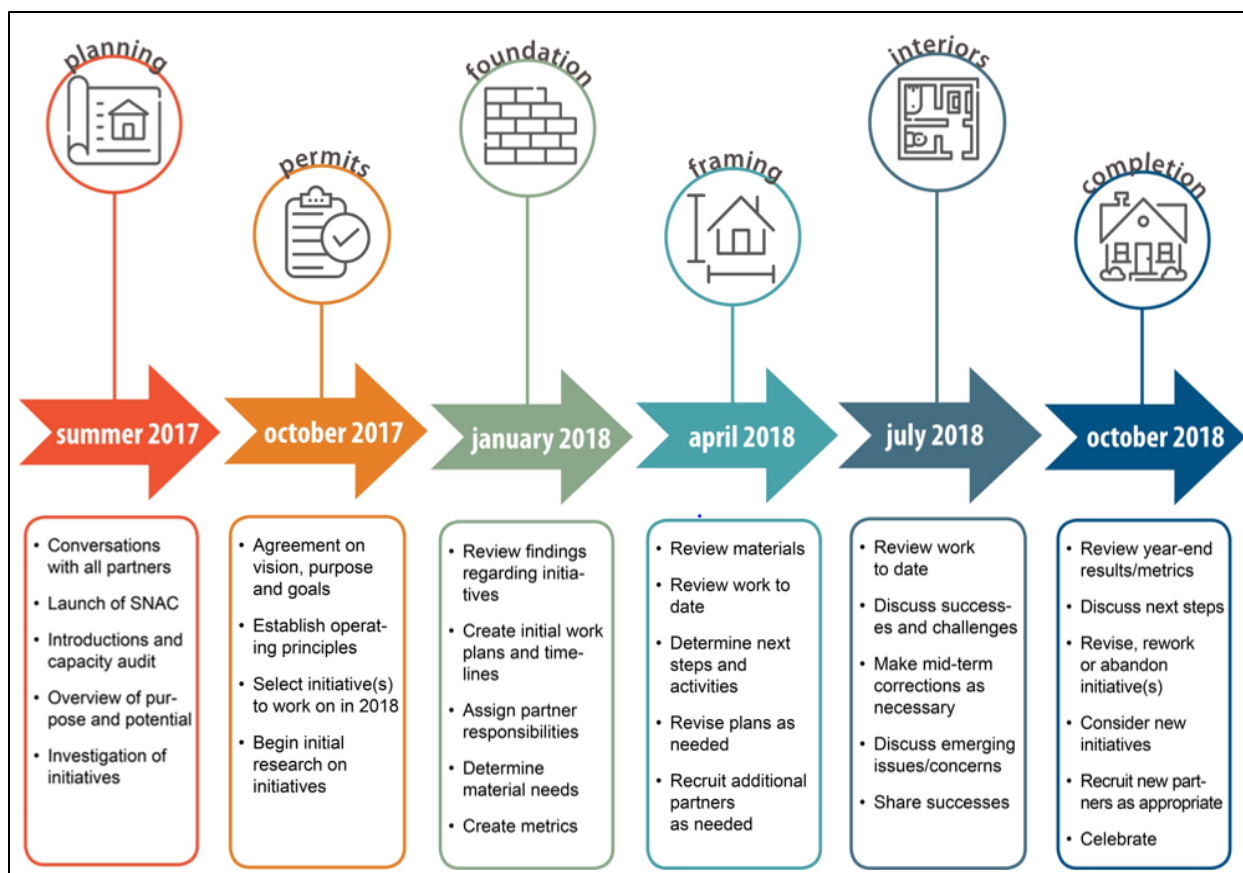 planning
permits
foundation
framing
interiors
completion
summer 2017
october 2017
january 2018
april 2018
july 2018
october 2018
• Conversations
with all partners
• Launch of SNAC
• Introductions and
capacity audit
• Overview of pur-
pose and potential
• Investigation of
initiatives
• Agreement on
vision, purpose
and goals
• Establish operat-
ing principles
• Select initiative(s)
to work on in 2018
• Begin initial
research on
initiatives
• Review findings
regarding initia-
tives
• Create initial work
plans and time-
lines
• Assign partner
responsibilities
• Determine
material needs
• Create metrics
• Review materials
• Review work to
date
• Determine next
steps and
activities
• Revise plans as
needed
• Recruit additional
partners
as needed
• Review work
to date
• Discuss success-
es and challenges
• Make mid-term
corrections as
necessary
• Discuss emerging
issues/concerns
• Share successes
• Review year-end
results/metrics
• Discuss next steps
• Revise, rework
or abandon
initiative(s)
• Consider new
initiatives
• Recruit new part-
ners as appropriate
• Celebrate